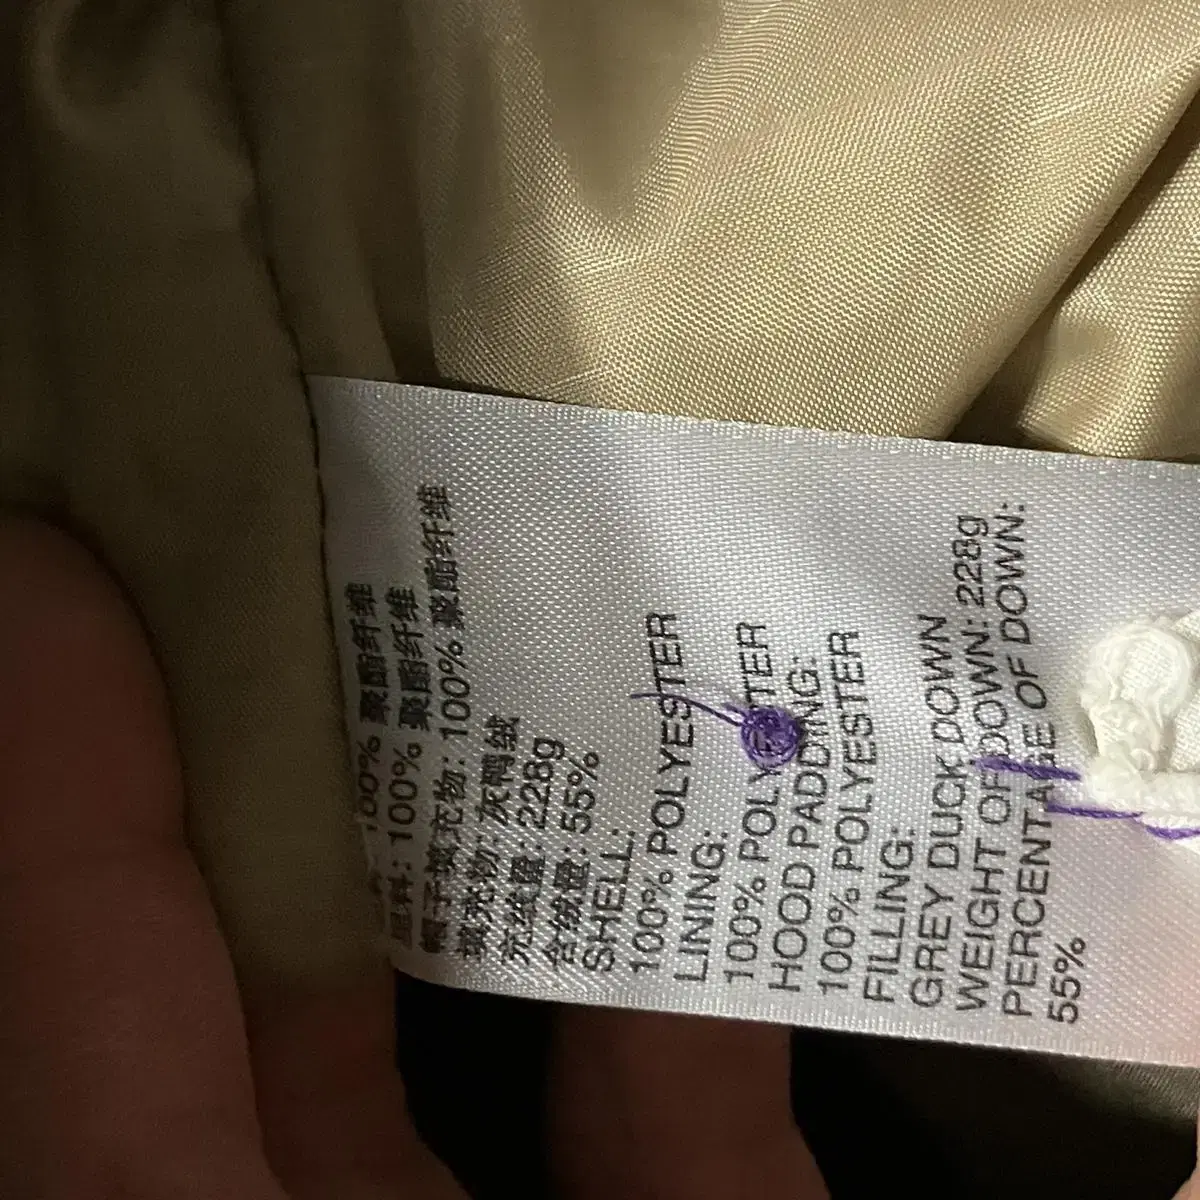 100% 聚酯纤维
里料: 100% 聚酯纤维
帽子填充物: 100% 聚酯纤维
填充物: 灰鸭绒
充绒量: 228g
含绒量: 55%
SHELL:
100% POLYESTER
LINING:
100% POLYESTER
HOOD PADDING:
100% POLYESTER
FILLING:
GREY DUCK DOWN
WEIGHT OF DOWN: 228g
PERCENTAGE OF DOWN:
55%